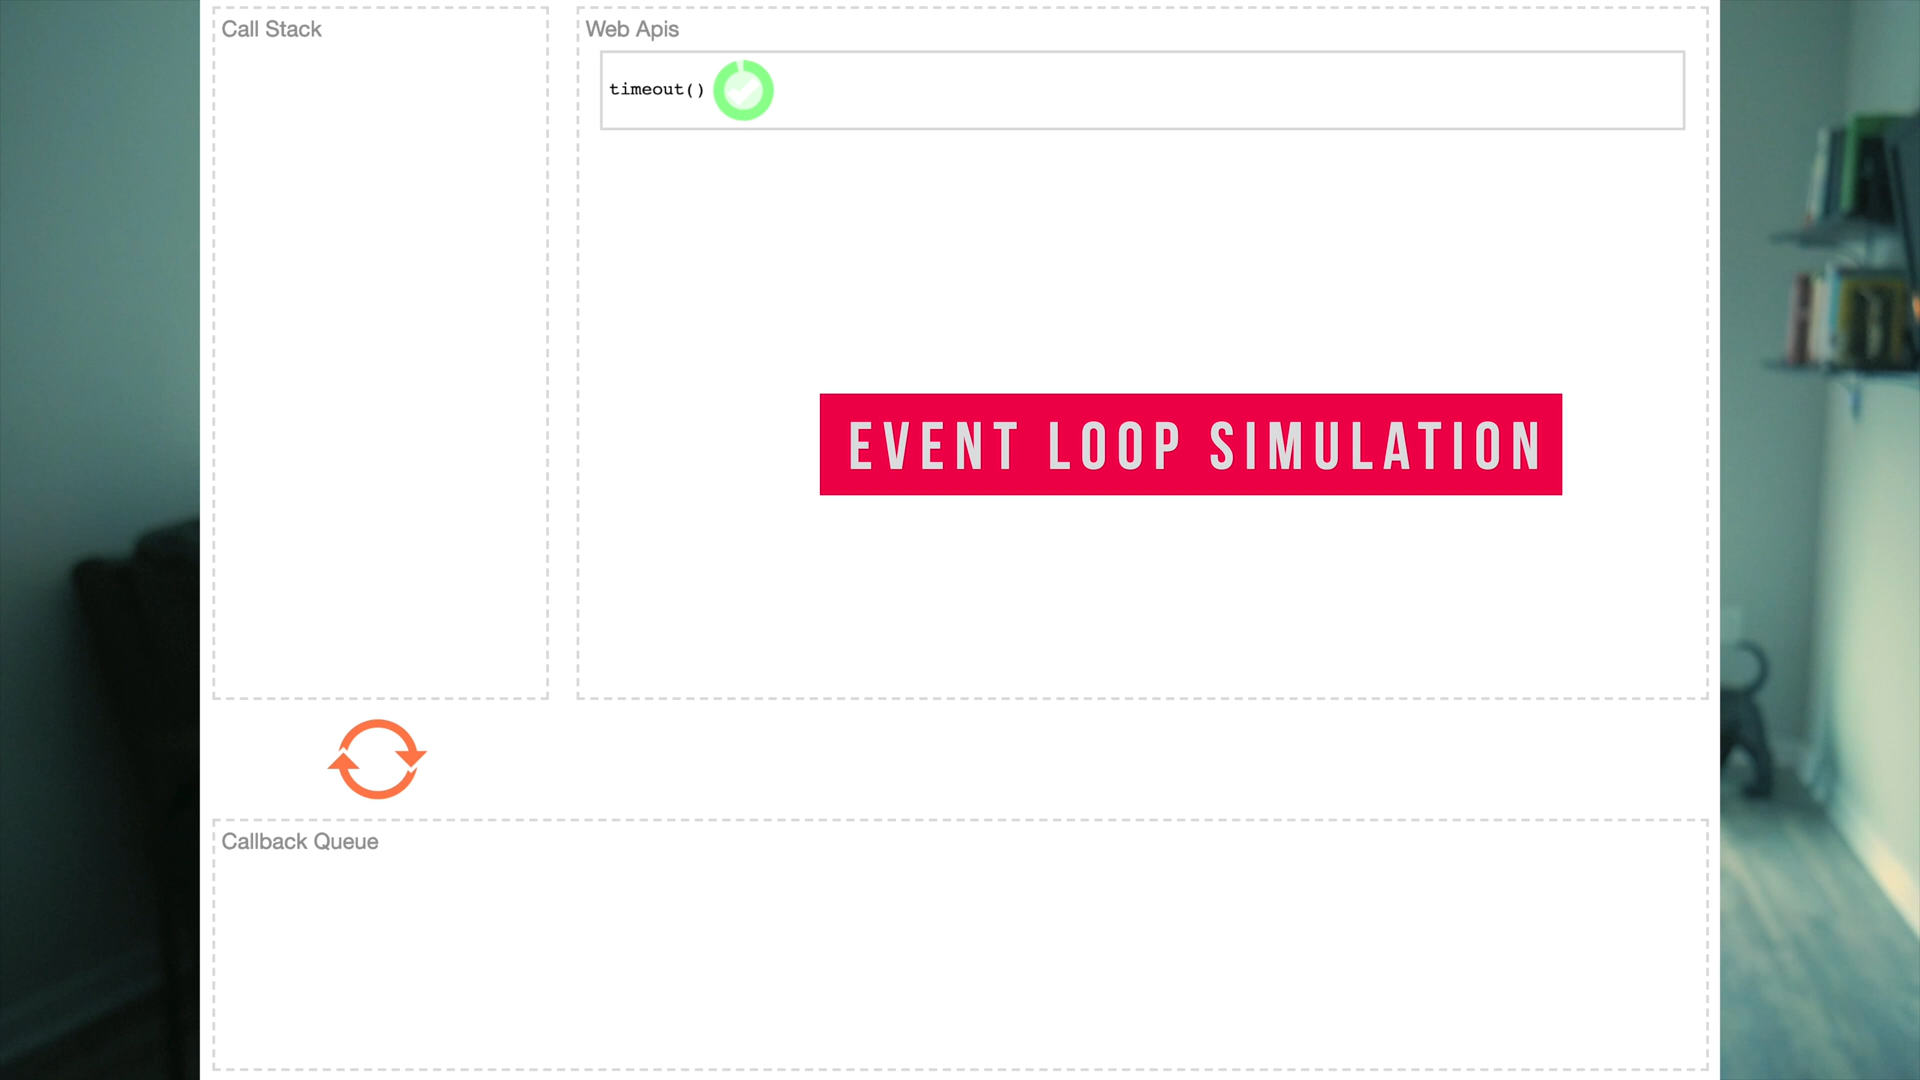 Call Stack
Web Apis
timeout()
EVENT LOOP SIMULATION
Callback Queue